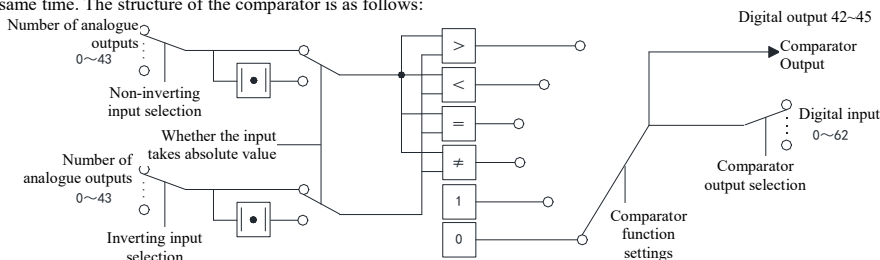 same time. The structure of the comparator is as follows:
Number of analogue
outputs
0～43
Non-inverting
input selection
Whether the input
takes absolute value
Number of
analogue outputs
0～43
Inverting input
selection
>
<
=
≠
1
0
Digital output 42~45
Comparator
Output
Digital input
0～62
Comparator
output selection
Comparator
function
settings